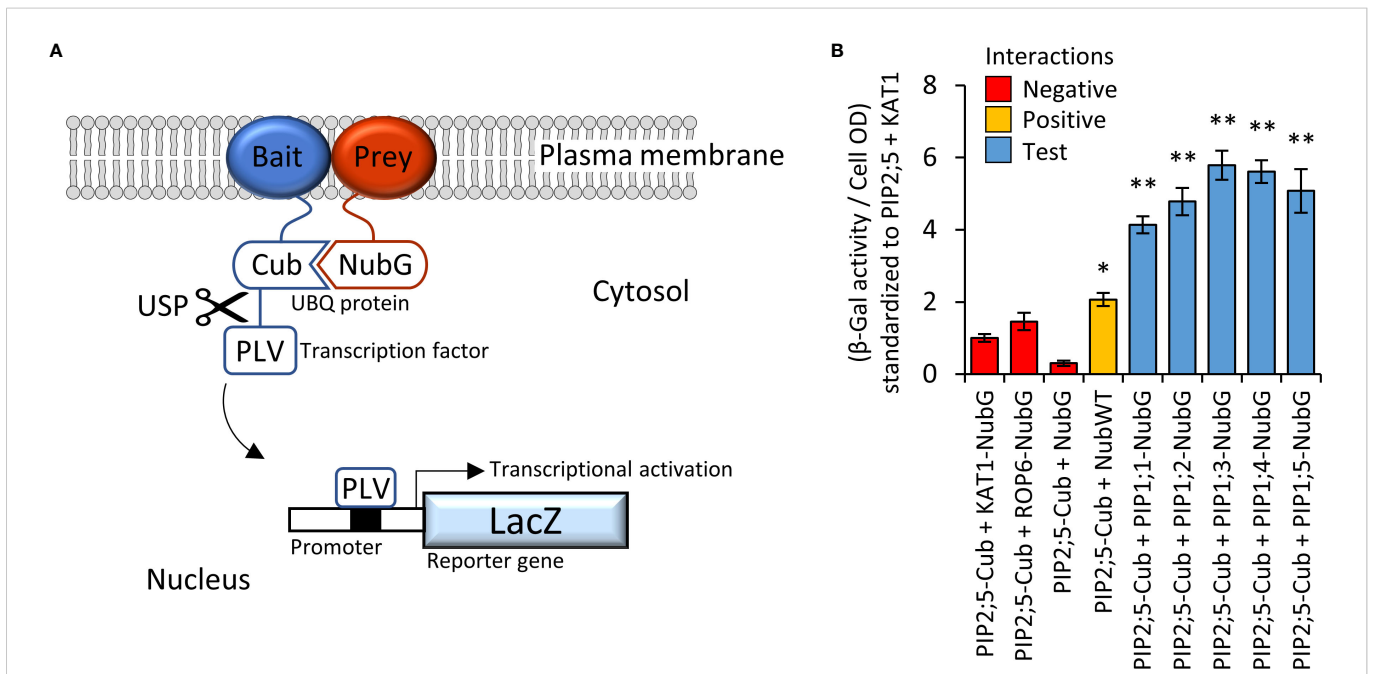 A
Bait
Prey
Plasma membrane
Cub
NubG
USP
UBQ protein
Cytosol
PLV
Transcription factor
Transcriptional activation
PLV
LacZ
Promoter
Reporter gene
Nucleus
B
Interactions
Negative
Positive
Test
(β-Gal activity / Cell OD)
standardized to PIP2;5 + KAT1
8
6
4
2
0
**
**
**
**
**
*
PIP2;5-Cub + KAT1-NubG
PIP2;5-Cub + ROP6-NubG
PIP2;5-Cub + NubG
PIP2;5-Cub + NubWT
PIP2;5-Cub + PIP1;1-NubG
PIP2;5-Cub + PIP1;2-NubG
PIP2;5-Cub + PIP1;3-NubG
PIP2;5-Cub + PIP1;4-NubG
PIP2;5-Cub + PIP1;5-NubG